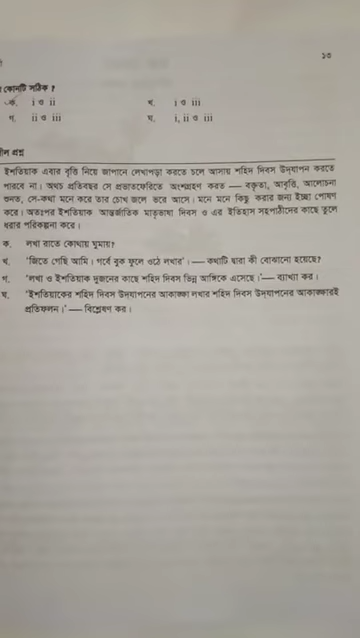 ১৩
কোনটি সঠিক ?
ক. i ও ii খ. i ও iii
গ. ii ও iii ঘ. i, ii ও iii
প্রশ্ন
ইশতিয়াক এবার বৃত্তি নিয়ে জাপানে লেখাপড়া করতে চলে আসায় শহিদ দিবস উদ্‌যাপন করতে
পারবে না। অথচ প্রতিবছর সে প্রভাতফেরিতে অংশগ্রহণ করত — বক্তৃতা, আবৃত্তি, আলোচনা
শুনত, সে-কথা মনে করে তার চোখ জলে ভরে আসে। মনে মনে কিছু করার জন্য ইচ্ছা পোষণ
করে। অতঃপর ইশতিয়াক আন্তর্জাতিক মাতৃভাষা দিবস ও এর ইতিহাস সহপাঠীদের কাছে তুলে
ধরার পরিকল্পনা করে।
ক. লখা রাতে কোথায় ঘুমায়?
খ. ‘জিতে গেছি আমি। গর্বে বুক ফুলে ওঠে লখার’। — কথাটি দ্বারা কী বোঝানো হয়েছে?
গ. ‘লখা ও ইশতিয়াক দুজনের কাছে শহিদ দিবস ভিন্ন আঙ্গিকে এসেছে।’— ব্যাখ্যা কর।
ঘ. ‘ইশতিয়াকের শহিদ দিবস উদ্‌যাপনের আকাঙ্ক্ষা লখার শহিদ দিবস উদ্‌যাপনের আকাঙ্ক্ষারই
প্রতিফলন।’ — বিশ্লেষণ কর।